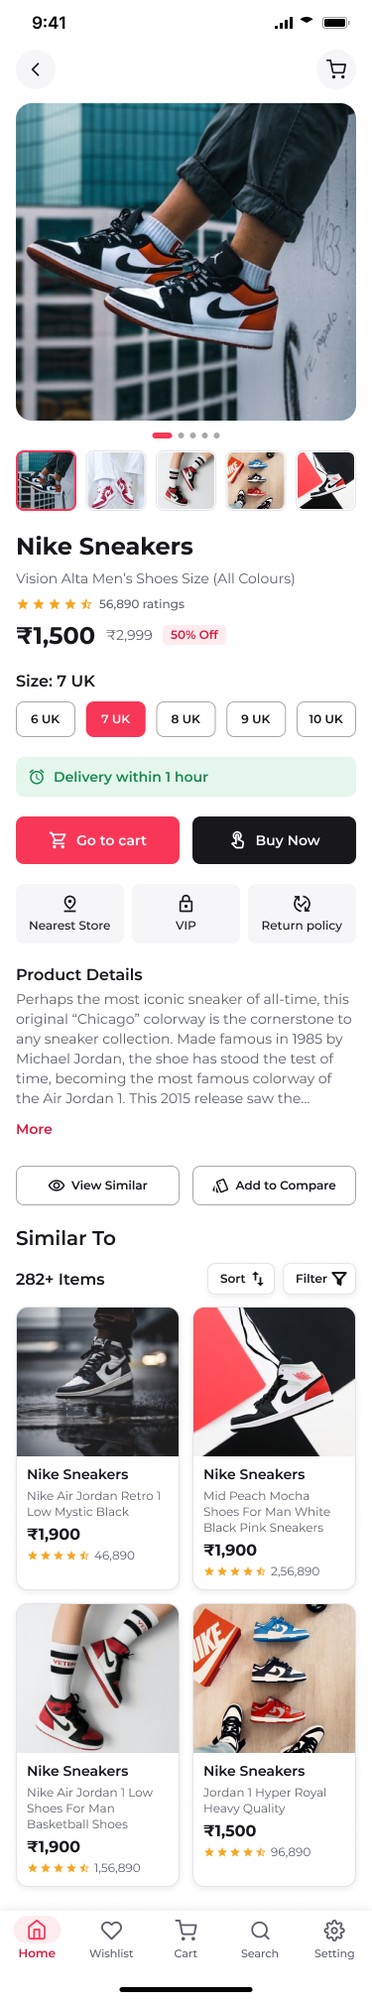 9:41
Nike Sneakers
Vision Alta Men's Shoes Size (All Colours)
56,890 ratings
₹1,500 ₹2,999 50% Off
Size: 7 UK
6 UK 7 UK 8 UK 9 UK 10 UK
Delivery within 1 hour
Go to cart Buy Now
Nearest Store VIP Return policy
Product Details
Perhaps the most iconic sneaker of all-time, this
original “Chicago” colorway is the cornerstone to
any sneaker collection. Made famous in 1985 by
Michael Jordan, the shoe has stood the test of
time, becoming the most famous colorway of
the Air Jordan 1. This 2015 release saw the...
More
View Similar Add to Compare
Similar To
282+ Items Sort Filter
Nike Sneakers
Nike Air Jordan Retro 1
Low Mystic Black
₹1,900
46,890
Nike Sneakers
Mid Peach Mocha
Shoes For Man White
Black Pink Sneakers
₹1,900
2,56,890
NIKE
Nike Sneakers
Nike Air Jordan 1 Low
Shoes For Man
Basketball Shoes
₹1,900
1,56,890
Nike Sneakers
Jordan 1 Hyper Royal
Heavy Quality
₹1,500
96,890
Home Wishlist Cart Search Setting